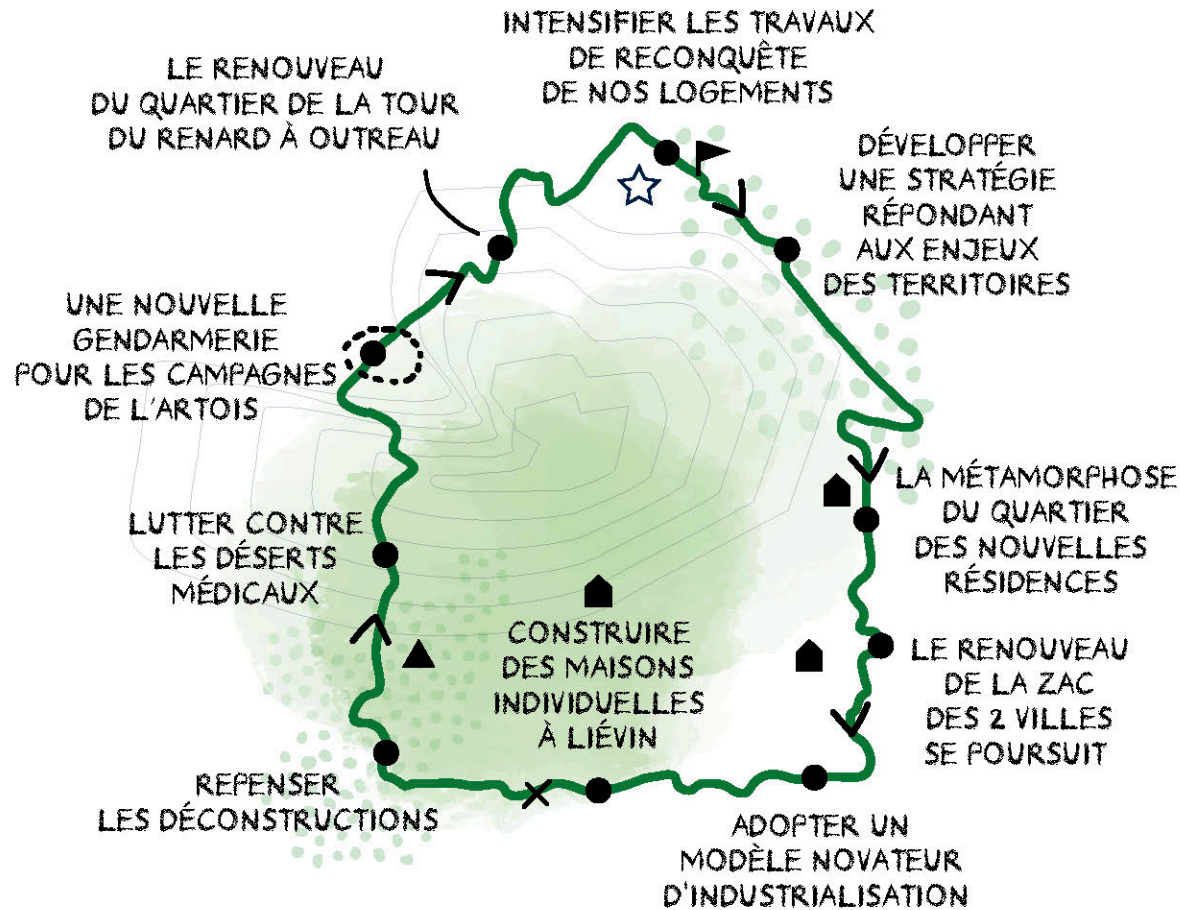 INTENSIFIER LES TRAVAUX
DE RECONQUÊTE
DE NOS LOGEMENTS
DÉVELOPPER
UNE STRATÉGIE
RÉPONDANT
AUX ENJEUX
DES TERRITOIRES
LA MÉTAMORPHOSE
DU QUARTIER
DES NOUVELLES
RÉSIDENCES
LE RENOUVEAU
DE LA ZAC
DES 2 VILLES
SE POURSUIT
ADOPTER UN
MODÈLE NOVATEUR
D'INDUSTRIALISATION
CONSTRUIRE
DES MAISONS
INDIVIDUELLES
À LIÉVIN
REPENSER
LES DÉCONSTRUCTIONS
LUTTER CONTRE
LES DÉSERTS
MÉDICAUX
UNE NOUVELLE
GENDARMERIE
POUR LES CAMPAGNES
DE L'ARTOIS
LE RENOUVEAU
DU QUARTIER DE LA TOUR
DU RENARD À OUTREAU